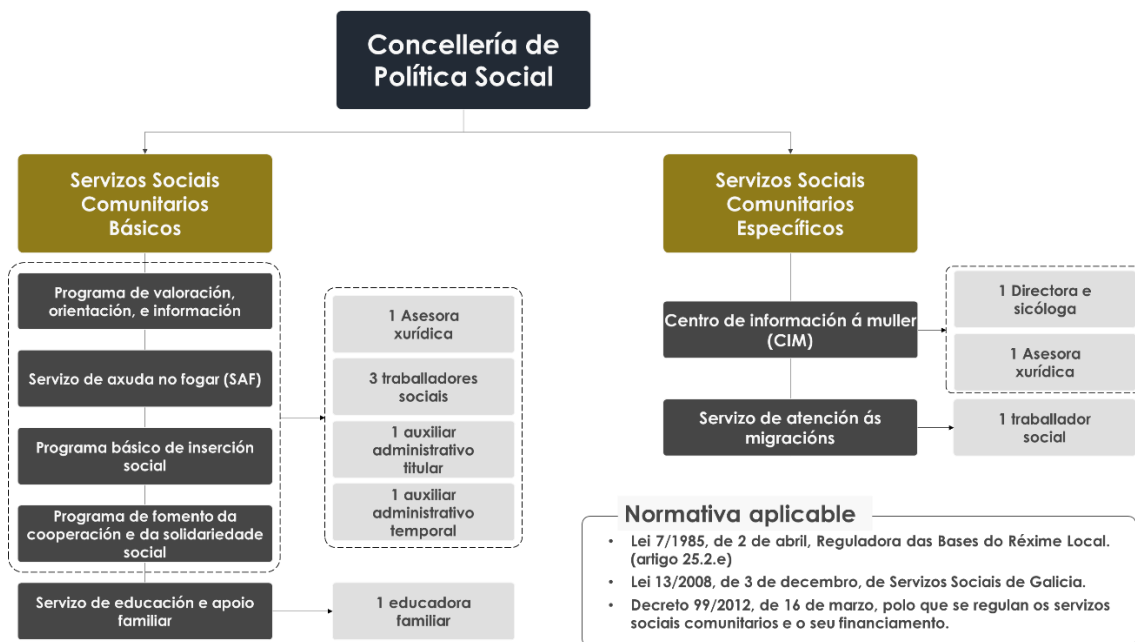 Concellería de
Política Social
Servizos Sociais
Comunitarios
Básicos
Programa de valoración,
orientación, e información
Servizo de axuda no fogar (SAF)
Programa básico de inserción
social
Programa de fomento da
cooperación e da solidariedade
social
Servizo de educación e apoio
familiar
1 Asesora
xurídica
3 traballadores
sociais
1 auxiliar
administrativo
titular
1 auxiliar
administrativo
temporal
1 educadora
familiar
Servizos Sociais
Comunitarios
Específicos
Centro de información á muller
(CIM)
Servizo de atención ás
migracións
1 Directora e
sicóloga
1 Asesora
xurídica
1 traballador
social
Normativa aplicable
• Lei 7/1985, de 2 de abril, Reguladora das Bases do Réxime Local.
(artigo 25.2.e)
• Lei 13/2008, de 3 de decembro, de Servizos Sociais de Galicia.
• Decreto 99/2012, de 16 de marzo, polo que se regulan os servizos
sociais comunitarios e o seu financiamento.